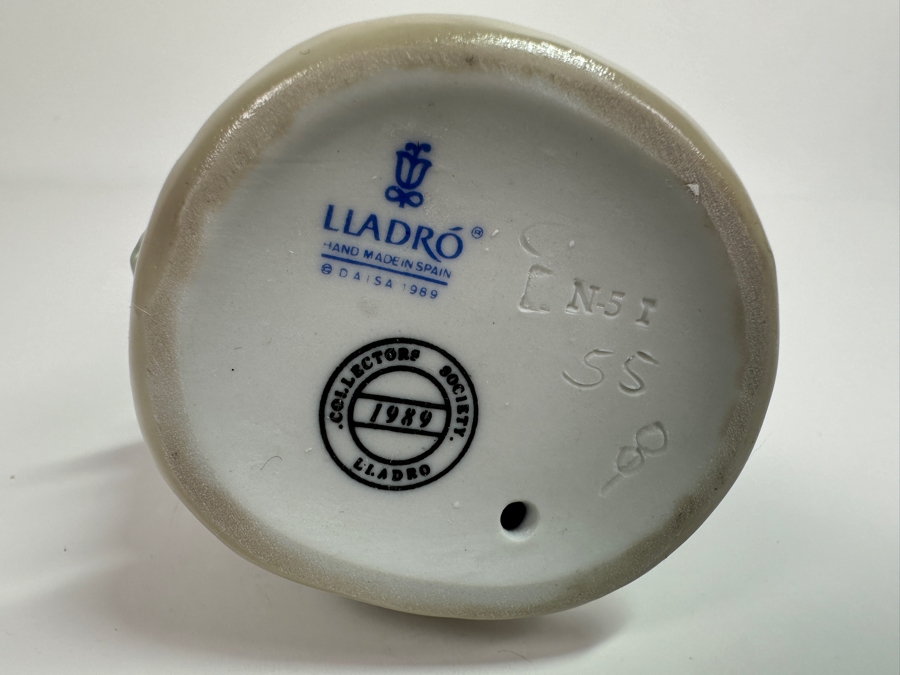 LLADRÓ®
HAND MADE IN SPAIN
© DAISA 1989
N-5 I
55
.COLLECTORS SOCIETY.
1989
LLADRO